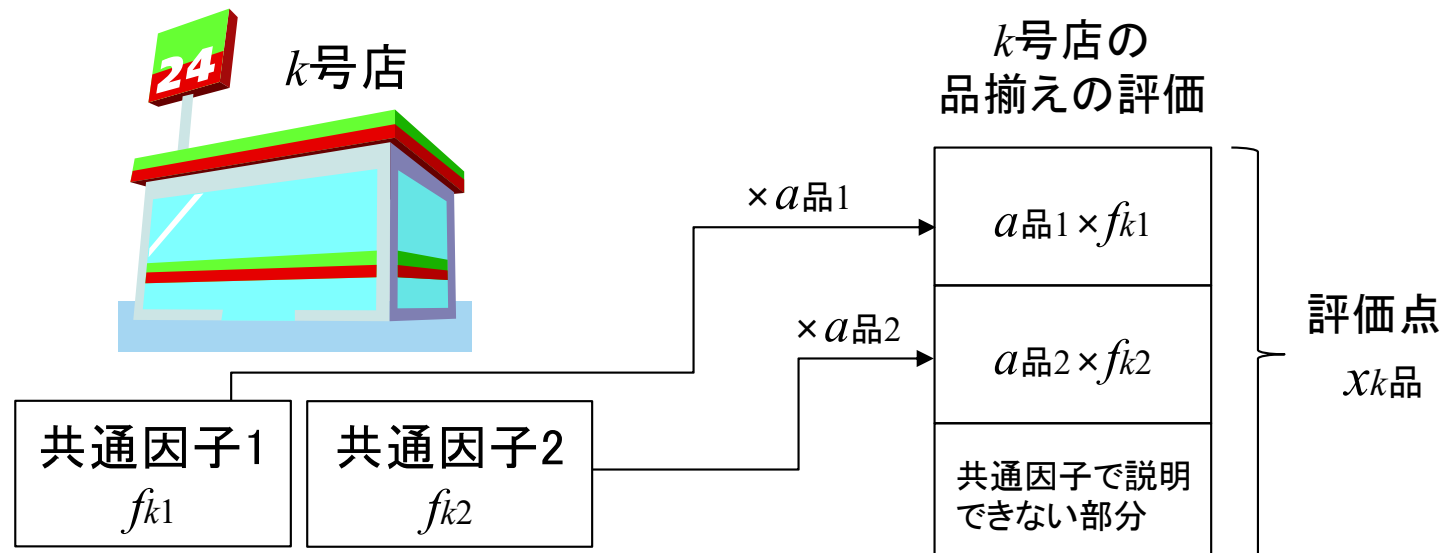 24
k号店
k号店の
品揃えの評価
×a品1
a品1×fk1
×a品2
a品2×fk2
評価点
xk品
共通因子1
fk1
共通因子2
fk2
共通因子で説明
できない部分